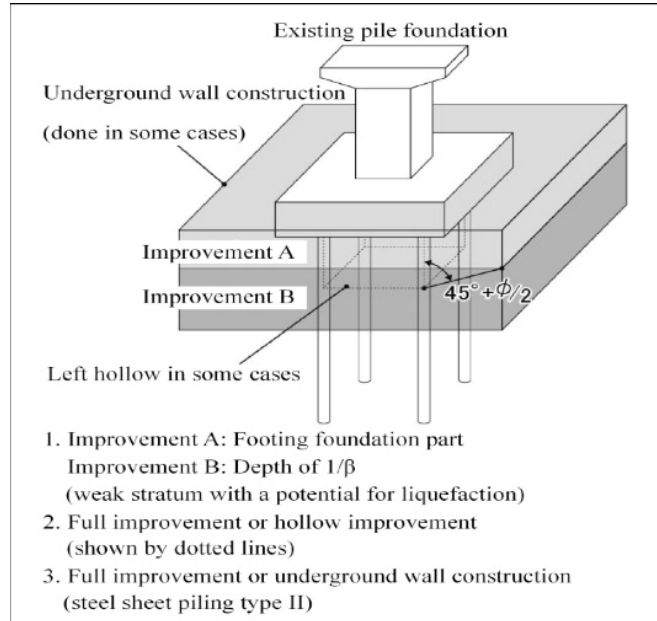 Existing pile foundation
Underground wall construction
(done in some cases)
Improvement A
Improvement B
45°+ϕ/2
Left hollow in some cases
1. Improvement A: Footing foundation part
Improvement B: Depth of 1/β
(weak stratum with a potential for liquefaction)
2. Full improvement or hollow improvement
(shown by dotted lines)
3. Full improvement or underground wall construction
(steel sheet piling type II)